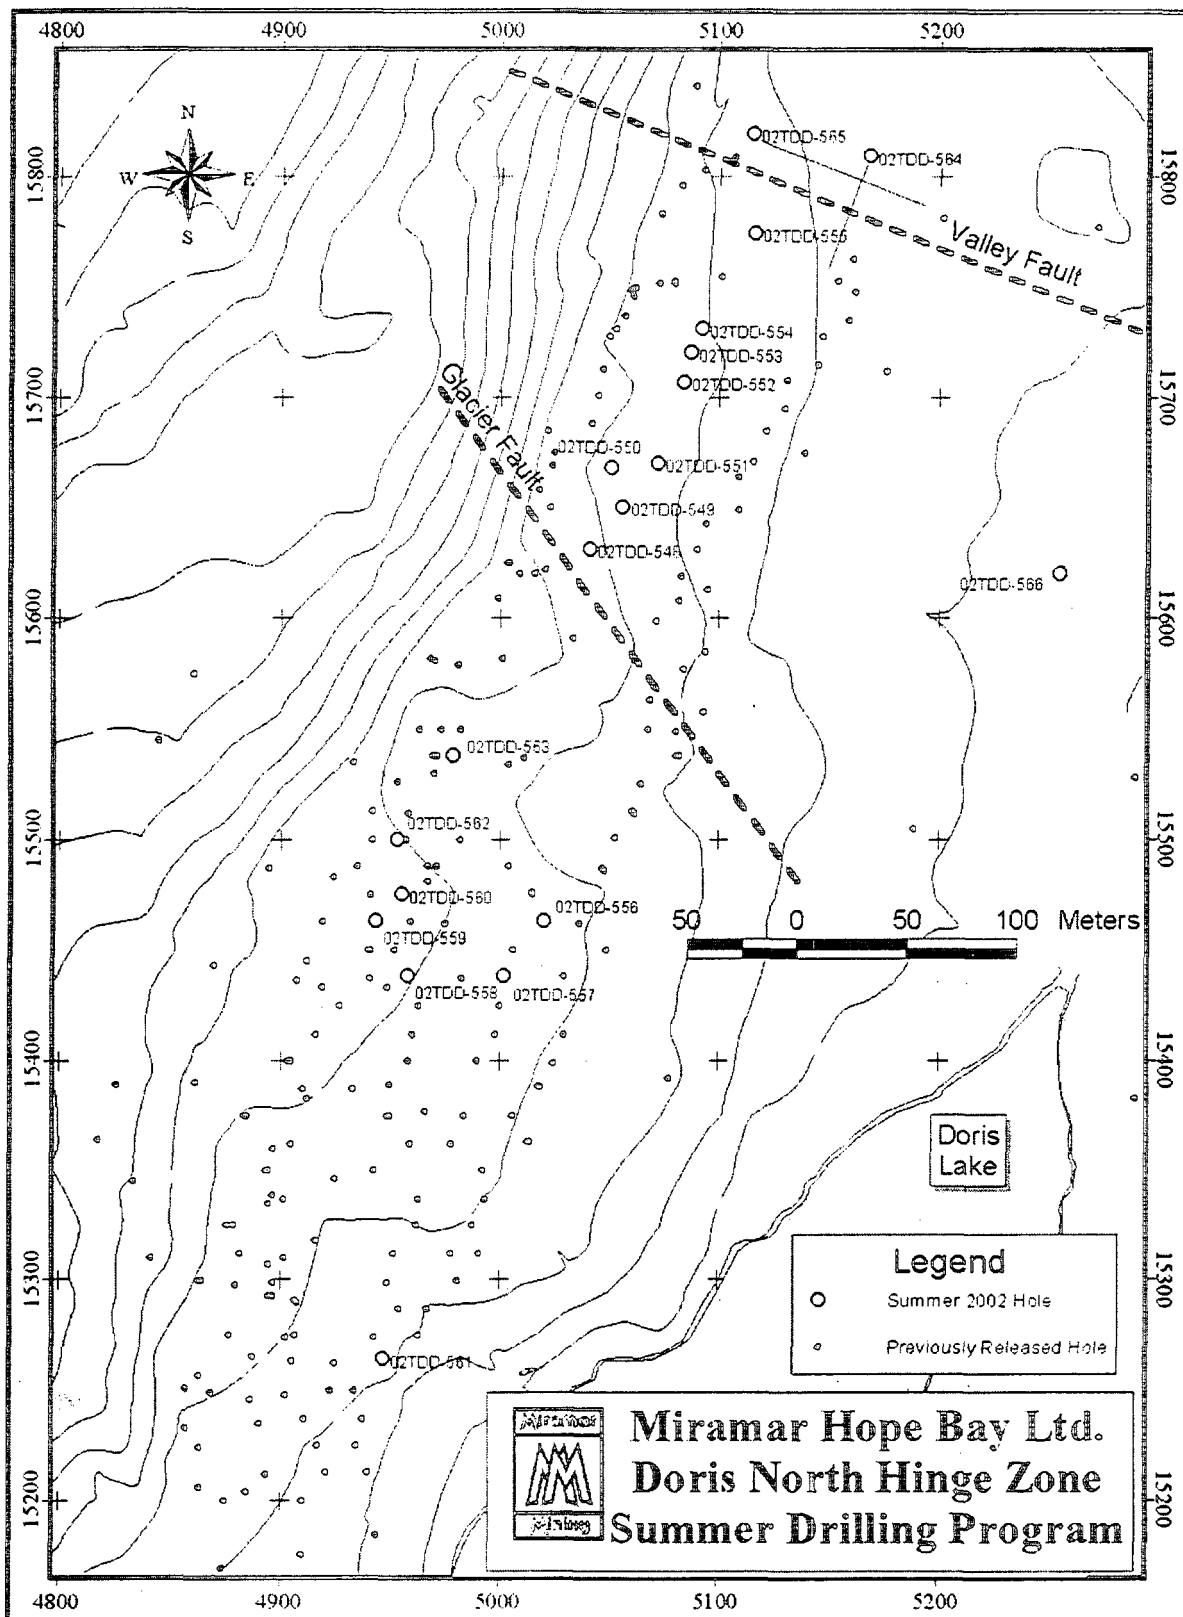 4800 4900 5000 5100 5200
N
W E
S
15800
15800
02TDD-565
02TDD-564
02TDD-555
Valley Fault
02TDD-554
02TDD-553
02TDD-552
15700
15700
Glacier Fault
02TDD-550
02TDD-551
02TDD-549
02TDD-548
02TDD-566
15600
15600
02TDD-563
02TDD-562
15500
15500
02TDD-560
02TDD-556
02TDD-559
50 0 50 100 Meters
02TDD-558
02TDD-557
15400
15400
Doris
Lake
15300
15300
Legend
Summer 2002 Hole
Previously Released Hole
02TDD-561
Miramar
Mining
Miramar Hope Bay Ltd.
Doris North Hinge Zone
Summer Drilling Program
15200
15200
4800 4900 5000 5100 5200